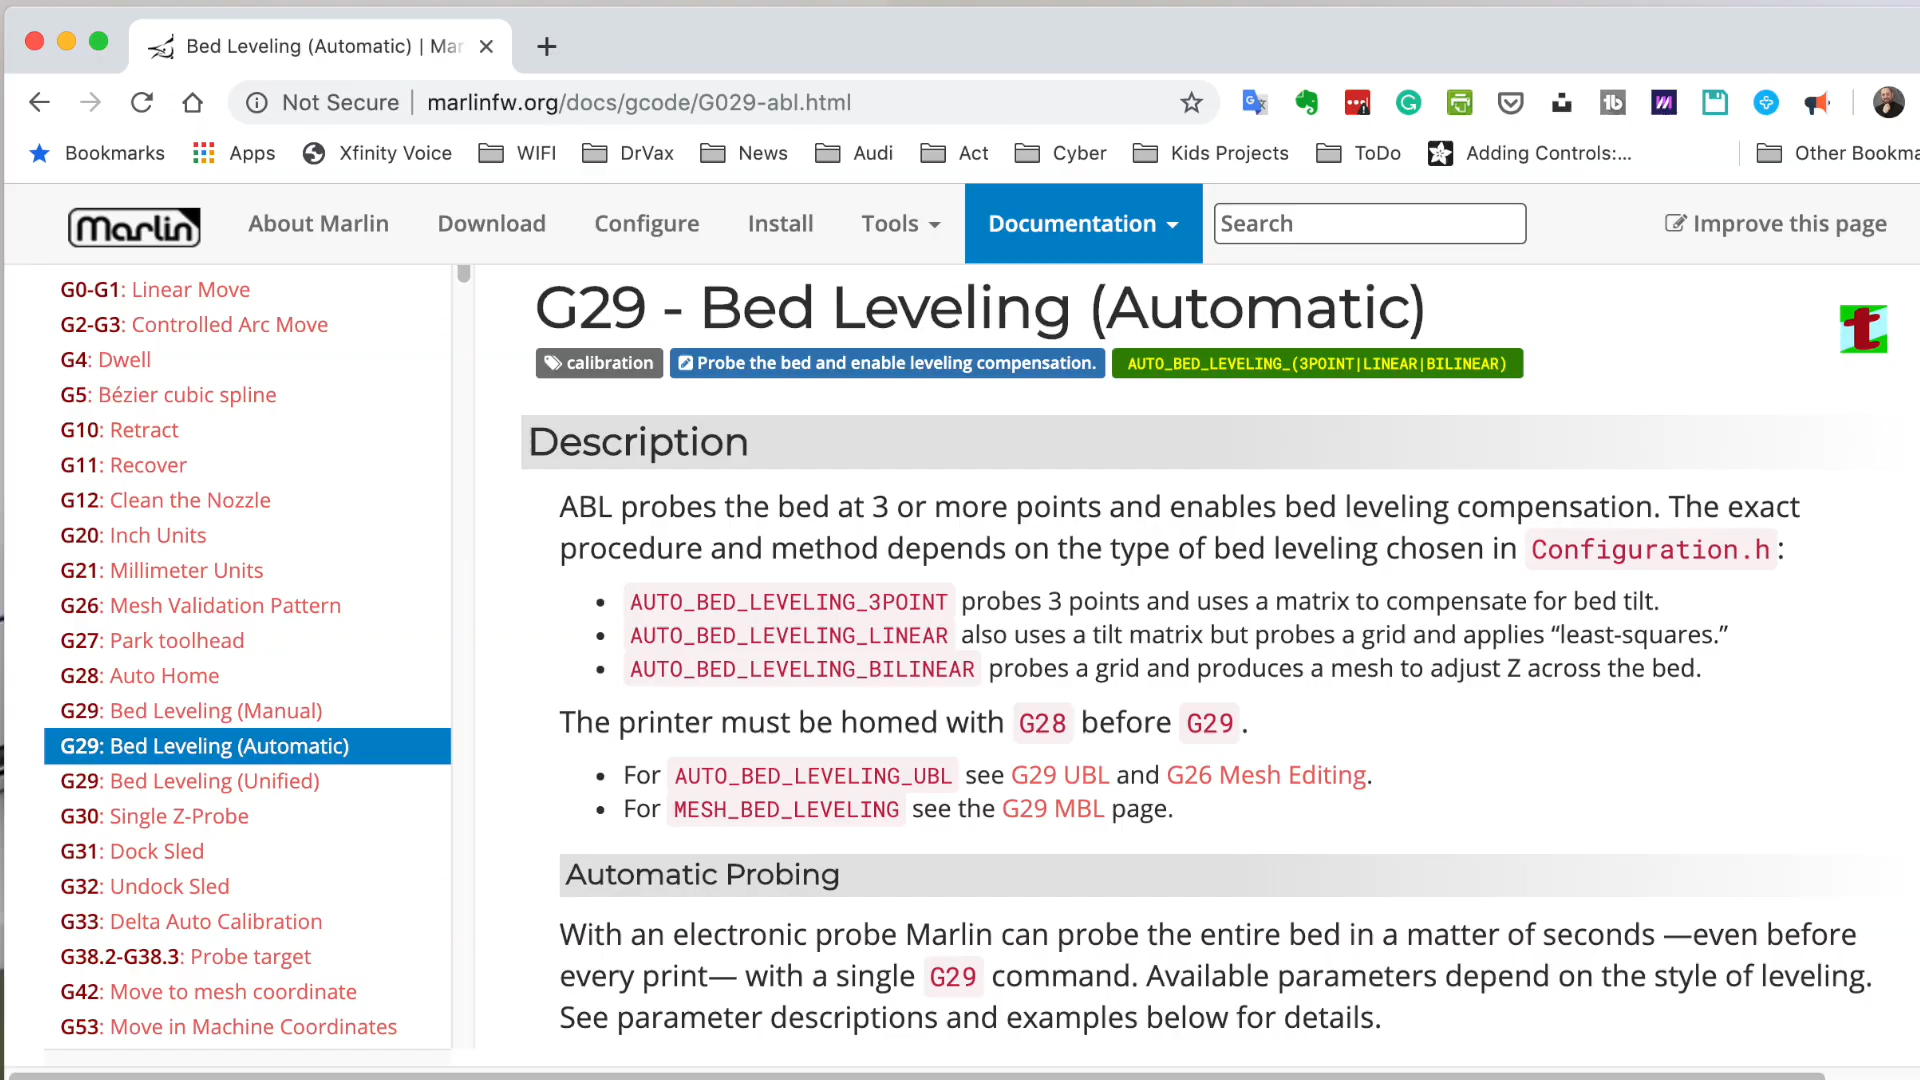 Bed Leveling (Automatic) | Mar
Not Secure | marlinfw.org/docs/gcode/G029-abl.html
Bookmarks Apps Xfinity Voice WIFI DrVax News Audi Act Cyber Kids Projects ToDo Adding Controls:... Other Bookma
Marlin About Marlin Download Configure Install Tools Documentation Search Improve this page
G0-G1: Linear Move
G2-G3: Controlled Arc Move
G4: Dwell
G5: Bézier cubic spline
G10: Retract
G11: Recover
G12: Clean the Nozzle
G20: Inch Units
G21: Millimeter Units
G26: Mesh Validation Pattern
G27: Park toolhead
G28: Auto Home
G29: Bed Leveling (Manual)
G29: Bed Leveling (Automatic)
G29: Bed Leveling (Unified)
G30: Single Z-Probe
G31: Dock Sled
G32: Undock Sled
G33: Delta Auto Calibration
G38.2-G38.3: Probe target
G42: Move to mesh coordinate
G53: Move in Machine Coordinates
G29 - Bed Leveling (Automatic)
t
calibration Probe the bed and enable leveling compensation. AUTO_BED_LEVELING_(3POINT|LINEAR|BILINEAR)
Description
ABL probes the bed at 3 or more points and enables bed leveling compensation. The exact
procedure and method depends on the type of bed leveling chosen in Configuration.h:
• AUTO_BED_LEVELING_3POINT probes 3 points and uses a matrix to compensate for bed tilt.
• AUTO_BED_LEVELING_LINEAR also uses a tilt matrix but probes a grid and applies “least-squares.”
• AUTO_BED_LEVELING_BILINEAR probes a grid and produces a mesh to adjust Z across the bed.
The printer must be homed with G28 before G29.
• For AUTO_BED_LEVELING_UBL see G29 UBL and G26 Mesh Editing.
• For MESH_BED_LEVELING see the G29 MBL page.
Automatic Probing
With an electronic probe Marlin can probe the entire bed in a matter of seconds —even before
every print— with a single G29 command. Available parameters depend on the style of leveling.
See parameter descriptions and examples below for details.